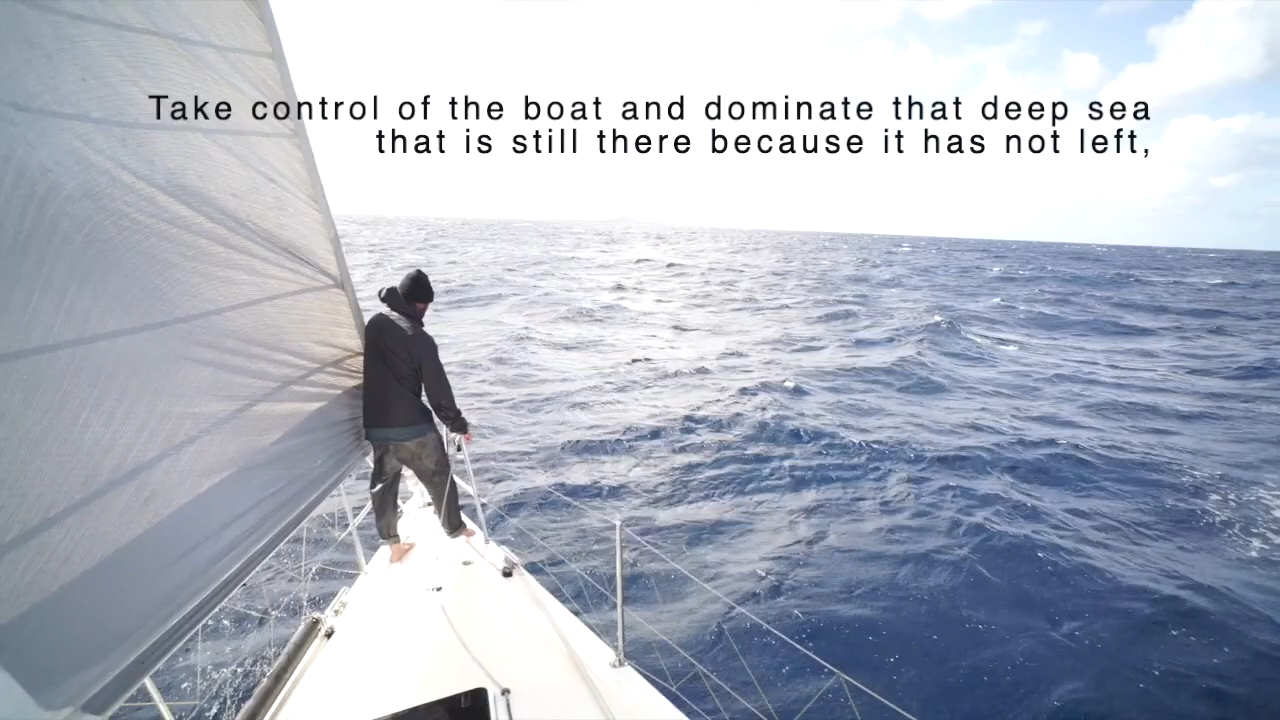 Take control of the boat and dominate that deep sea
that is still there because it has not left,